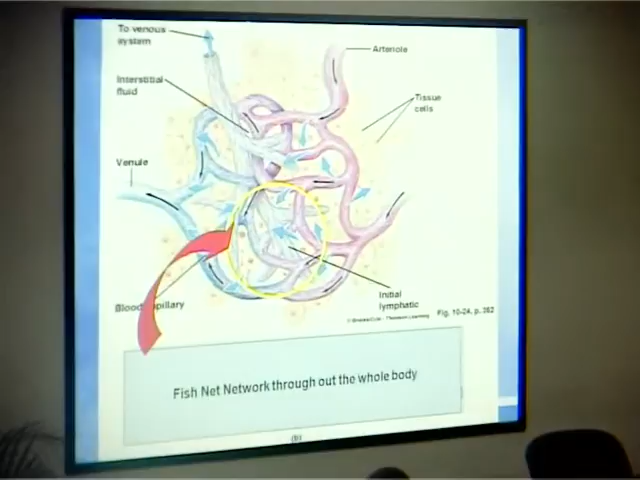 To venous
system
Arteriole
Interstitial
fluid
Tissue
cells
Venule
Blood capillary
Initial
lymphatic
Fig. 10-24, p. 282
Fish Net Network through out the whole body
(b)